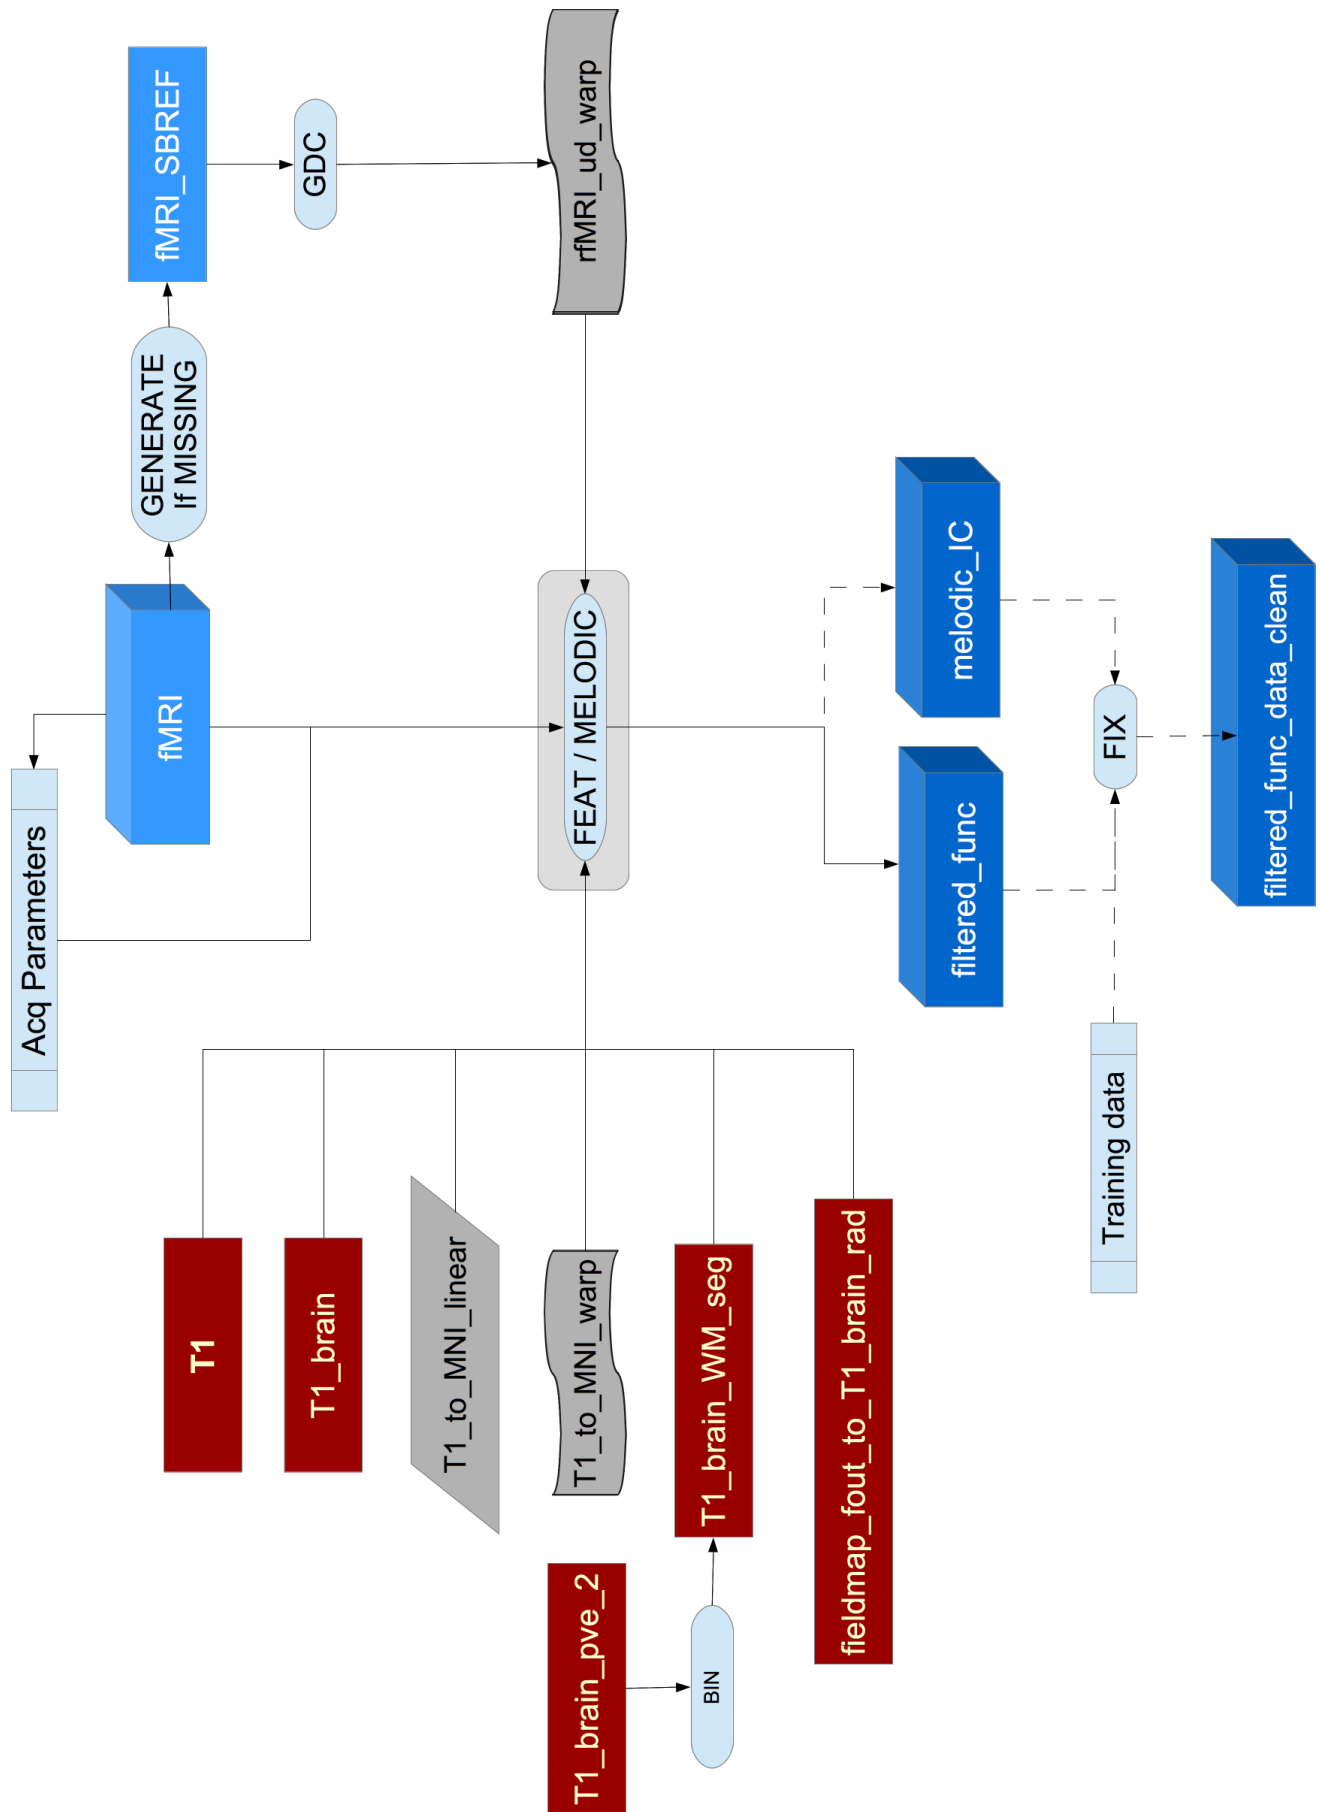 Acq Parameters
fMRI
GENERATE
If MISSING
fMRI_SBREF
GDC
rfMRI_ud_warp
T1
T1_brain
T1_to_MNI_linear
T1_to_MNI_warp
T1_brain_pve_2
BIN
T1_brain_WM_seg
fieldmap_fout_to_T1_brain_rad
FEAT / MELODIC
filtered_func
melodic_IC
Training data
FIX
filtered_func_data_clean